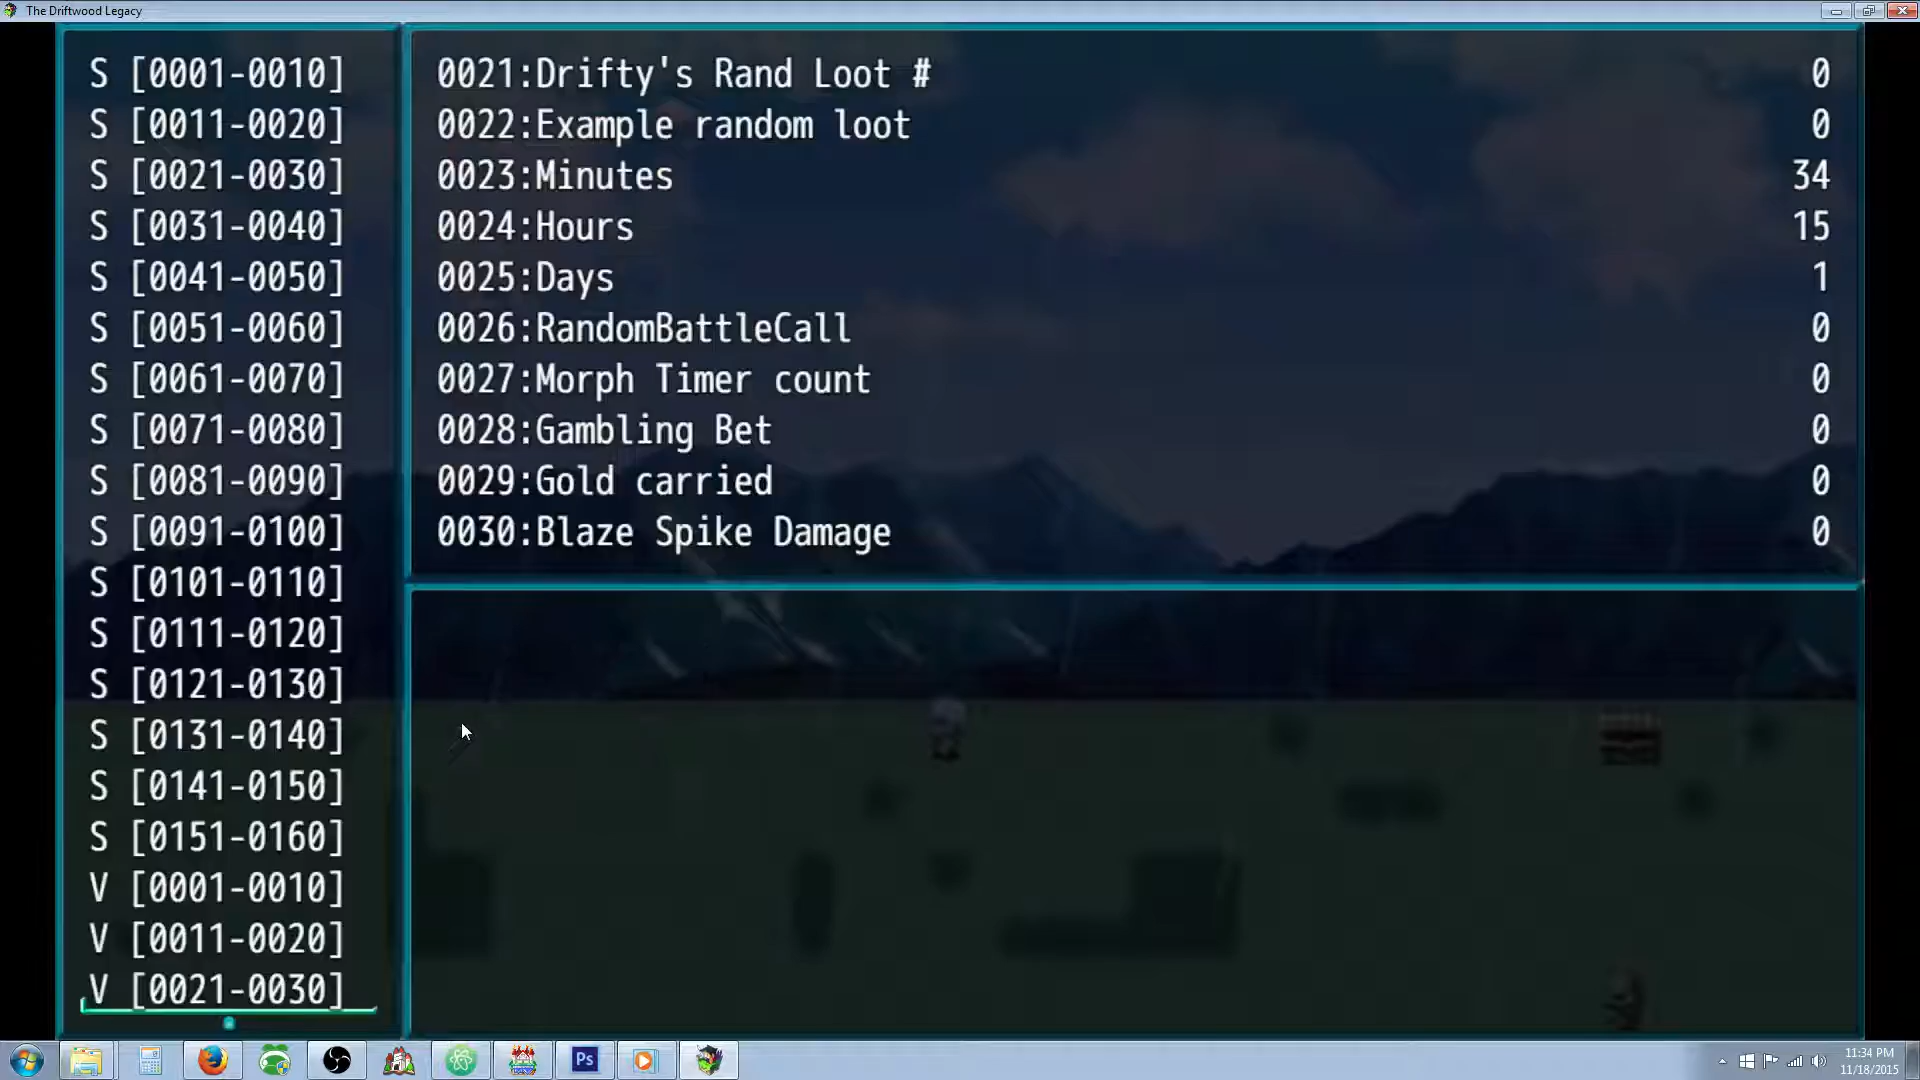 The Driftwood Legacy
S [0001-0010]
S [0011-0020]
S [0021-0030]
S [0031-0040]
S [0041-0050]
S [0051-0060]
S [0061-0070]
S [0071-0080]
S [0081-0090]
S [0091-0100]
S [0101-0110]
S [0111-0120]
S [0121-0130]
S [0131-0140]
S [0141-0150]
S [0151-0160]
V [0001-0010]
V [0011-0020]
V [0021-0030]
0021:Drifty's Rand Loot # 0
0022:Example random loot 0
0023:Minutes 34
0024:Hours 15
0025:Days 1
0026:RandomBattleCall 0
0027:Morph Timer count 0
0028:Gambling Bet 0
0029:Gold carried 0
0030:Blaze Spike Damage 0
Ps
11:34 PM
11/18/2015